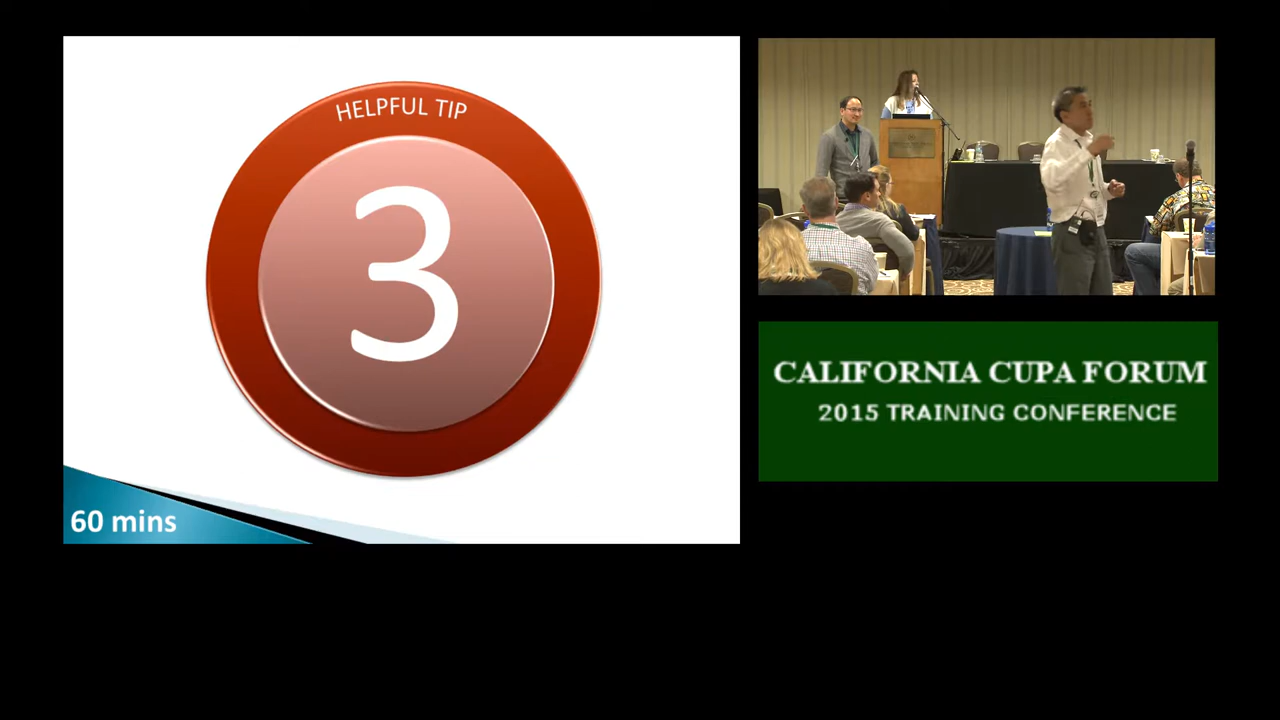 HELPFUL TIP
3
60 mins
CALIFORNIA CUPA FORUM
2015 TRAINING CONFERENCE